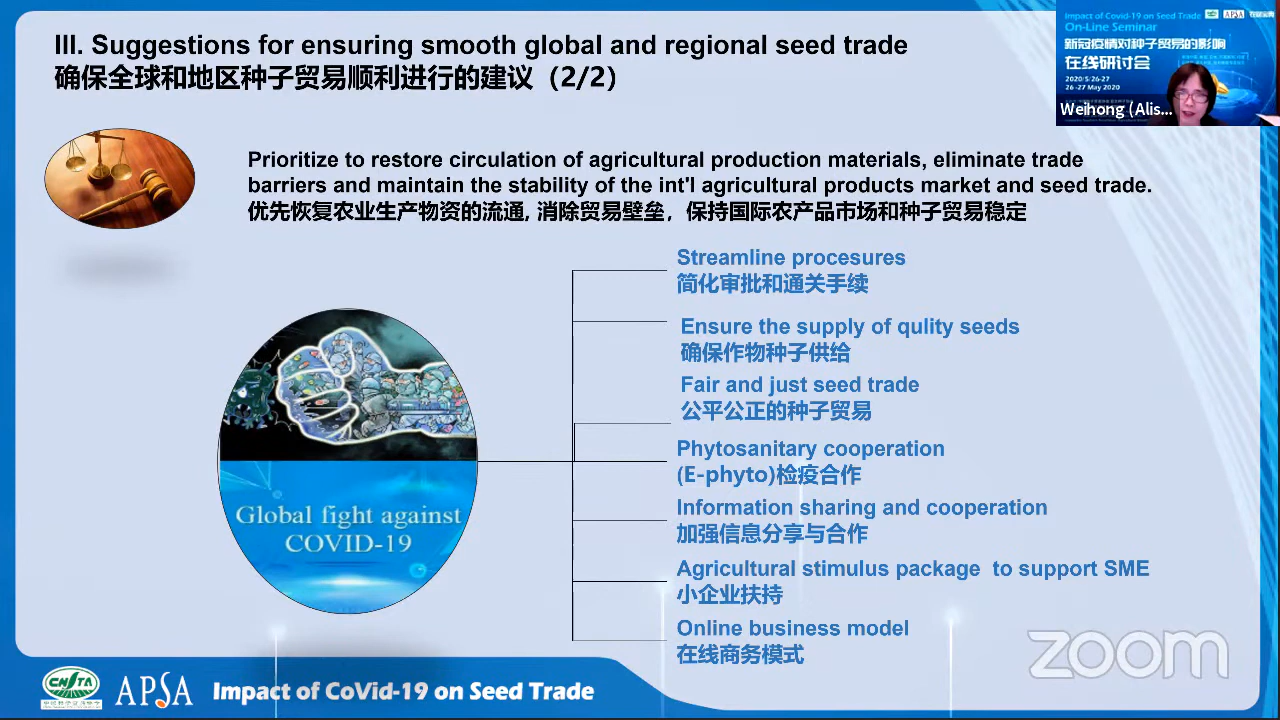 III. Suggestions for ensuring smooth global and regional seed trade
确保全球和地区种子贸易顺利进行的建议（2/2）
Impact of Covid-19 on Seed Trade
APSA
On-Line Seminar
新冠疫情对种子贸易的影响
在线研讨会
2020/5/26-27
26-27 May 2020
Weihong (Alis...
Prioritize to restore circulation of agricultural production materials, eliminate trade
barriers and maintain the stability of the int'l agricultural products market and seed trade.
优先恢复农业生产物资的流通, 消除贸易壁垒，保持国际农产品市场和种子贸易稳定
Streamline procesures
简化审批和通关手续
Ensure the supply of qulity seeds
确保作物种子供给
Fair and just seed trade
公平公正的种子贸易
Phytosanitary cooperation
(E-phyto)检疫合作
Information sharing and cooperation
加强信息分享与合作
Agricultural stimulus package to support SME
小企业扶持
Online business model
在线商务模式
Global fight against
COVID-19
zoom
CNSTA
APSA
Impact of CoVid-19 on Seed Trade